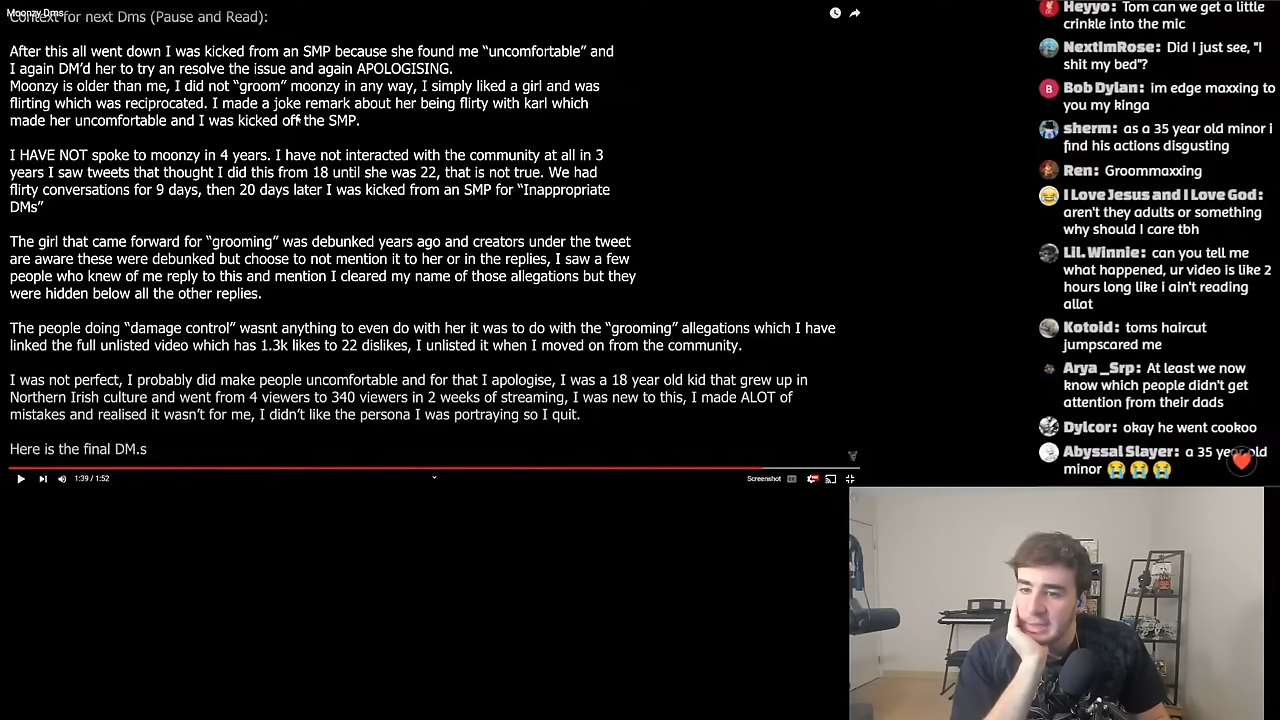 Moonzy Dms
Context for next Dms (Pause and Read):
After this all went down I was kicked from an SMP because she found me “uncomfortable” and
I again DM’d her to try an resolve the issue and again APOLOGISING.
Moonzy is older than me, I did not “groom” moonzy in any way, I simply liked a girl and was
flirting which was reciprocated. I made a joke remark about her being flirty with karl which
made her uncomfortable and I was kicked off the SMP.
I HAVE NOT spoke to moonzy in 4 years. I have not interacted with the community at all in 3
years I saw tweets that thought I did this from 18 until she was 22, that is not true. We had
flirty conversations for 9 days, then 20 days later I was kicked from an SMP for “Inappropriate
DMs”
The girl that came forward for “grooming” was debunked years ago and creators under the tweet
are aware these were debunked but choose to not mention it to her or in the replies, I saw a few
people who knew of me reply to this and mention I cleared my name of those allegations but they
were hidden below all the other replies.
The people doing “damage control” wasnt anything to even do with her it was to do with the “grooming” allegations which I have
linked the full unlisted video which has 1.3k likes to 22 dislikes, I unlisted it when I moved on from the community.
I was not perfect, I probably did make people uncomfortable and for that I apologise, I was a 18 year old kid that grew up in
Northern Irish culture and went from 4 viewers to 340 viewers in 2 weeks of streaming, I was new to this, I made ALOT of
mistakes and realised it wasn’t for me, I didn’t like the persona I was portraying so I quit.
Here is the final DM.s
1:39 / 1:52
Screenshot
Heyyo: Tom can we get a little
crinkle into the mic
NextImRose: Did I just see, "I
shit my bed"?
B Bob Dylan: im edge maxxing to
you my kinga
sherm: as a 35 year old minor i
find his actions disgusting
Ren: Groommaxxing
I Love Jesus and I Love God:
aren't they adults or something
why should I care tbh
Lil. Winnie: can you tell me
what happened, ur video is like 2
hours long like i ain't reading
allat
Kotoid: toms haircut
jumpscared me
Arya _Srp: At least we now
know which people didn't get
attention from their dads
Dylcor: okay he went cookoo
Abyssal Slayer: a 35 year old
minor 😭😭😭